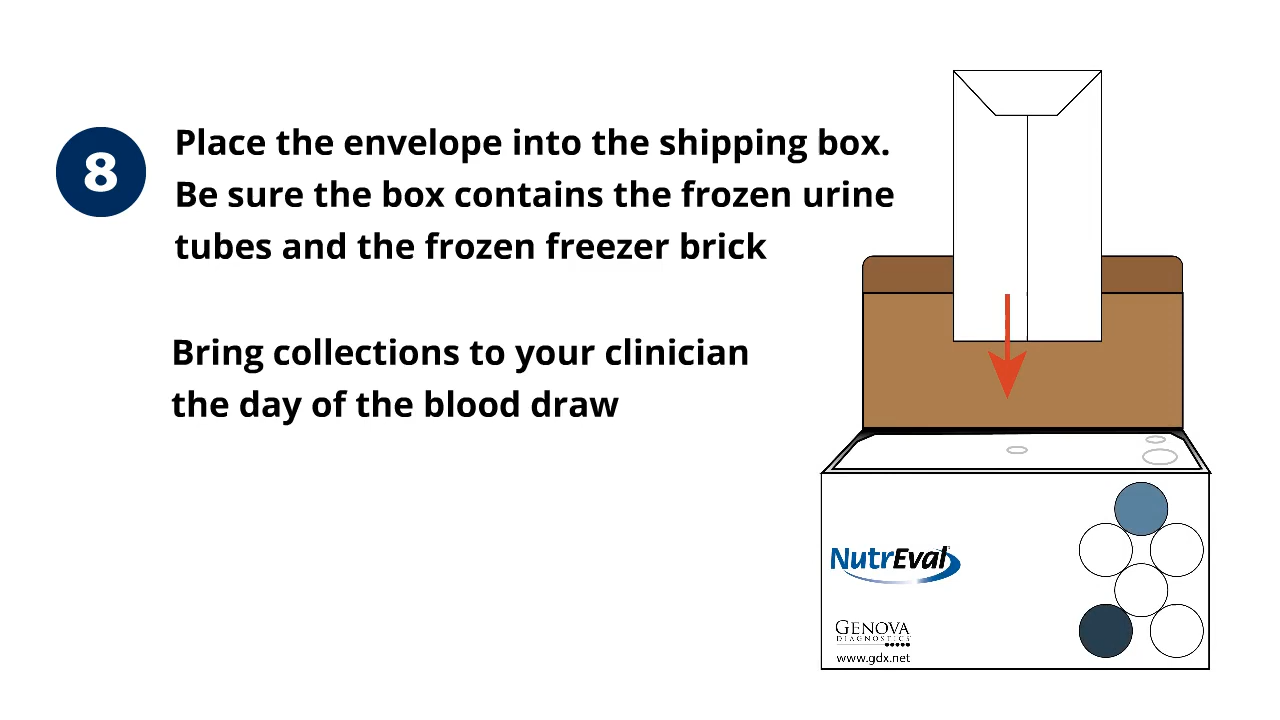 8
Place the envelope into the shipping box.
Be sure the box contains the frozen urine
tubes and the frozen freezer brick
Bring collections to your clinician
the day of the blood draw
NutrEval
GENOVA
DIAGNOSTICS
www.gdx.net